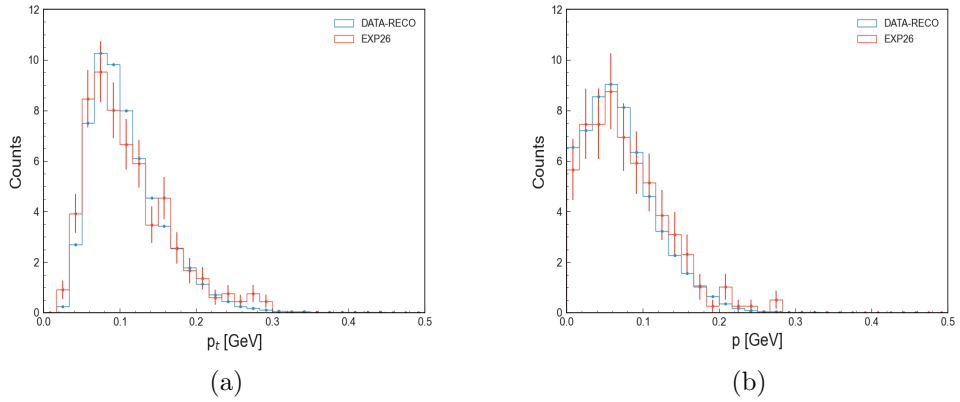 12
10
8
6
4
2
0
Counts
0.0 0.1 0.2 0.3 0.4 0.5
p_t [GeV]
DATA-RECO
EXP26
(a)
12
10
8
6
4
2
0
Counts
0.0 0.1 0.2 0.3 0.4 0.5
p [GeV]
DATA-RECO
EXP26
(b)